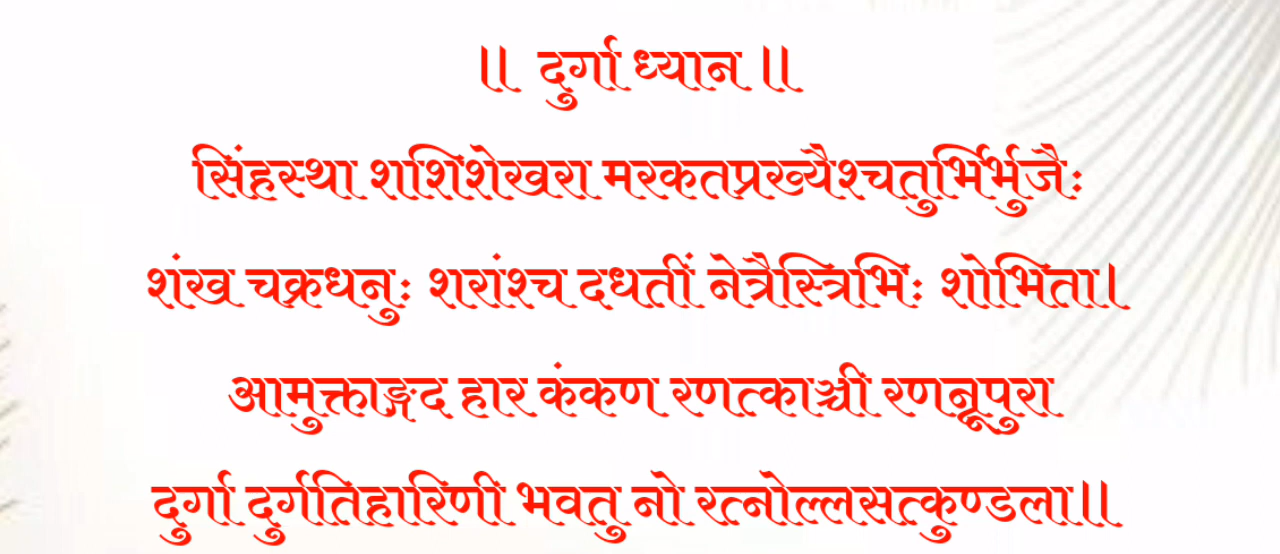 ॥ दुर्गा ध्यान ॥
सिंहस्था शशिशेखरा मरकतप्रख्यैश्चतुर्भिर्भुजैः
शंख चक्रधनुः शरांश्च दधतीं नेत्रैस्त्रिभिः शोभिता।
आमुक्ताङ्गद हार कंकण रणत्काञ्ची रणन्नूपुरा
दुर्गा दुर्गतिहारिणी भवतु नो रत्नोल्लसत्कुण्डला॥